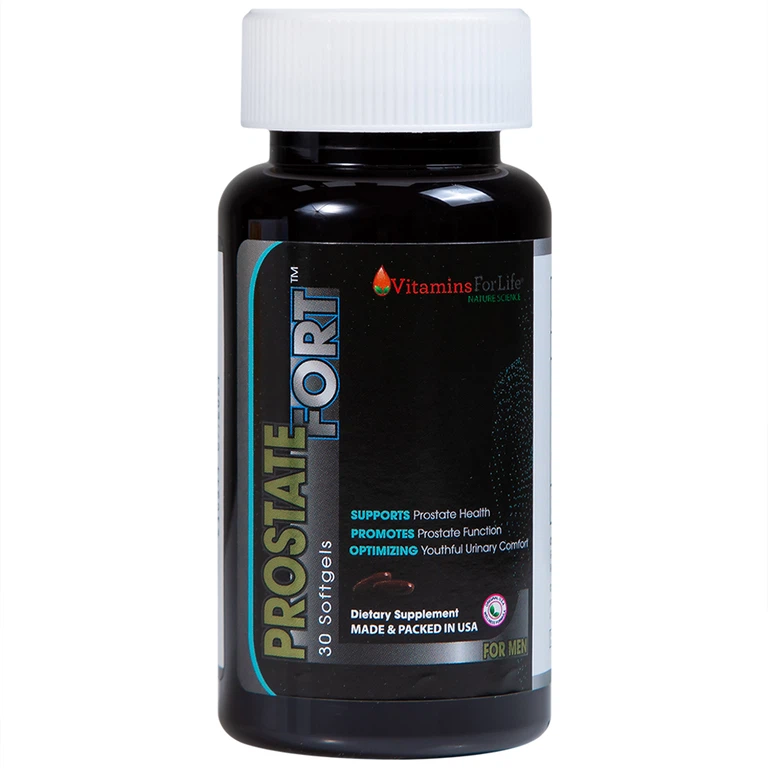 VitaminsForLife®
NATURE SCIENCE
PROSTATE
FORT™
30 Softgels
SUPPORTS Prostate Health
PROMOTES Prostate Function
OPTIMIZING Youthful Urinary Comfort
Dietary Supplement
MADE & PACKED IN USA
FOR MEN